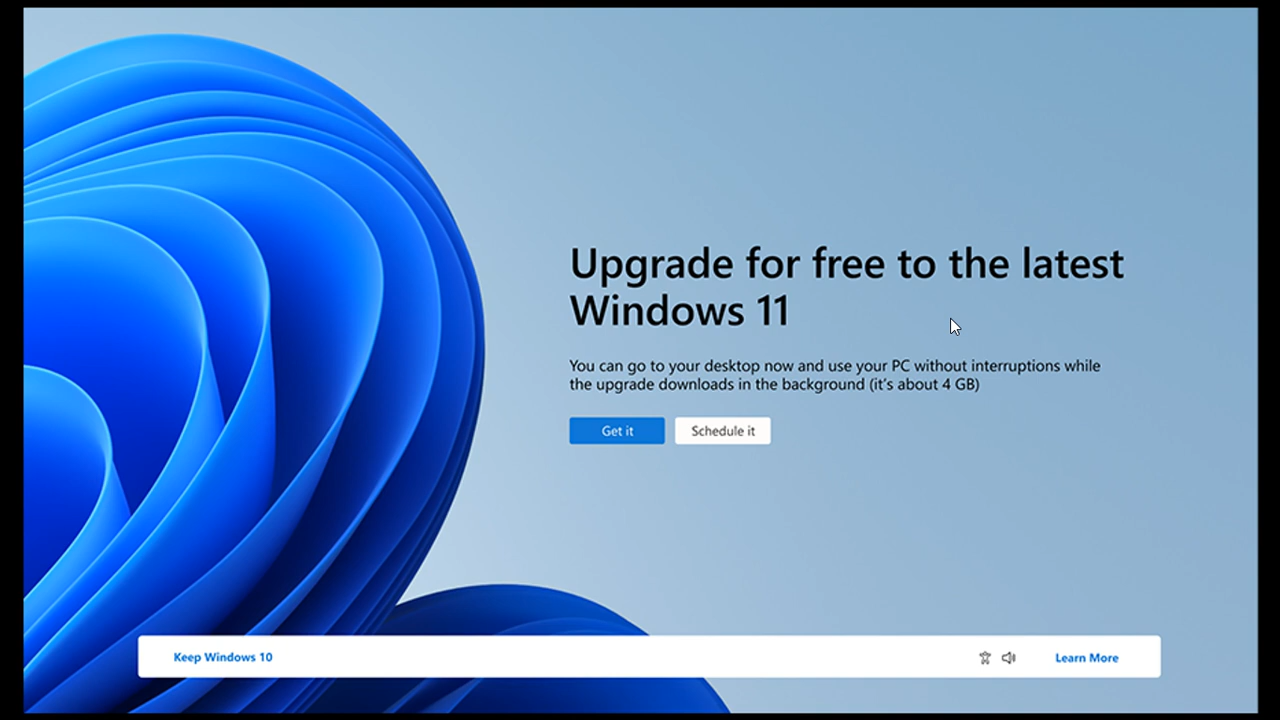 Upgrade for free to the latest
Windows 11
You can go to your desktop now and use your PC without interruptions while
the upgrade downloads in the background (it's about 4 GB)
Get it
Schedule it
Keep Windows 10
Learn More